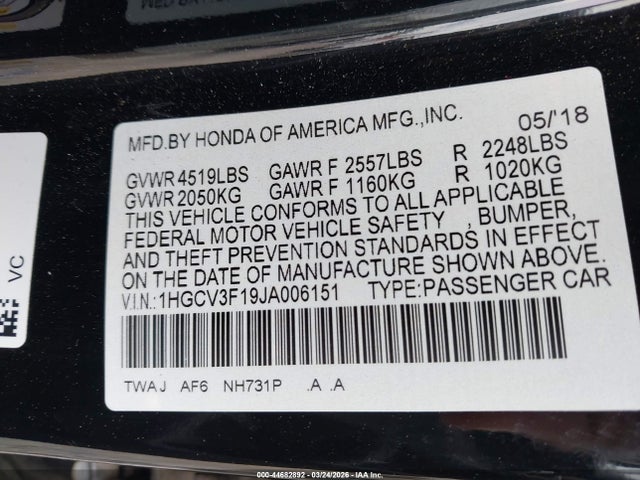 MFD.BY HONDA OF AMERICA MFG.,INC. 05/'18
GVWR 4519LBS GAWR F 2557LBS R 2248LBS
GVWR 2050KG GAWR F 1160KG R 1020KG
THIS VEHICLE CONFORMS TO ALL APPLICABLE
FEDERAL MOTOR VEHICLE SAFETY , BUMPER,
AND THEFT PREVENTION STANDARDS IN EFFECT
ON THE DATE OF MANUFACTURE SHOWN ABOVE.
V.I.N.:1HGCV3F19JA006151 TYPE:PASSENGER CAR
TWAJ AF6 NH731P .A .A
VC
000-44682892 - 03/24/2026 - IAA Inc.